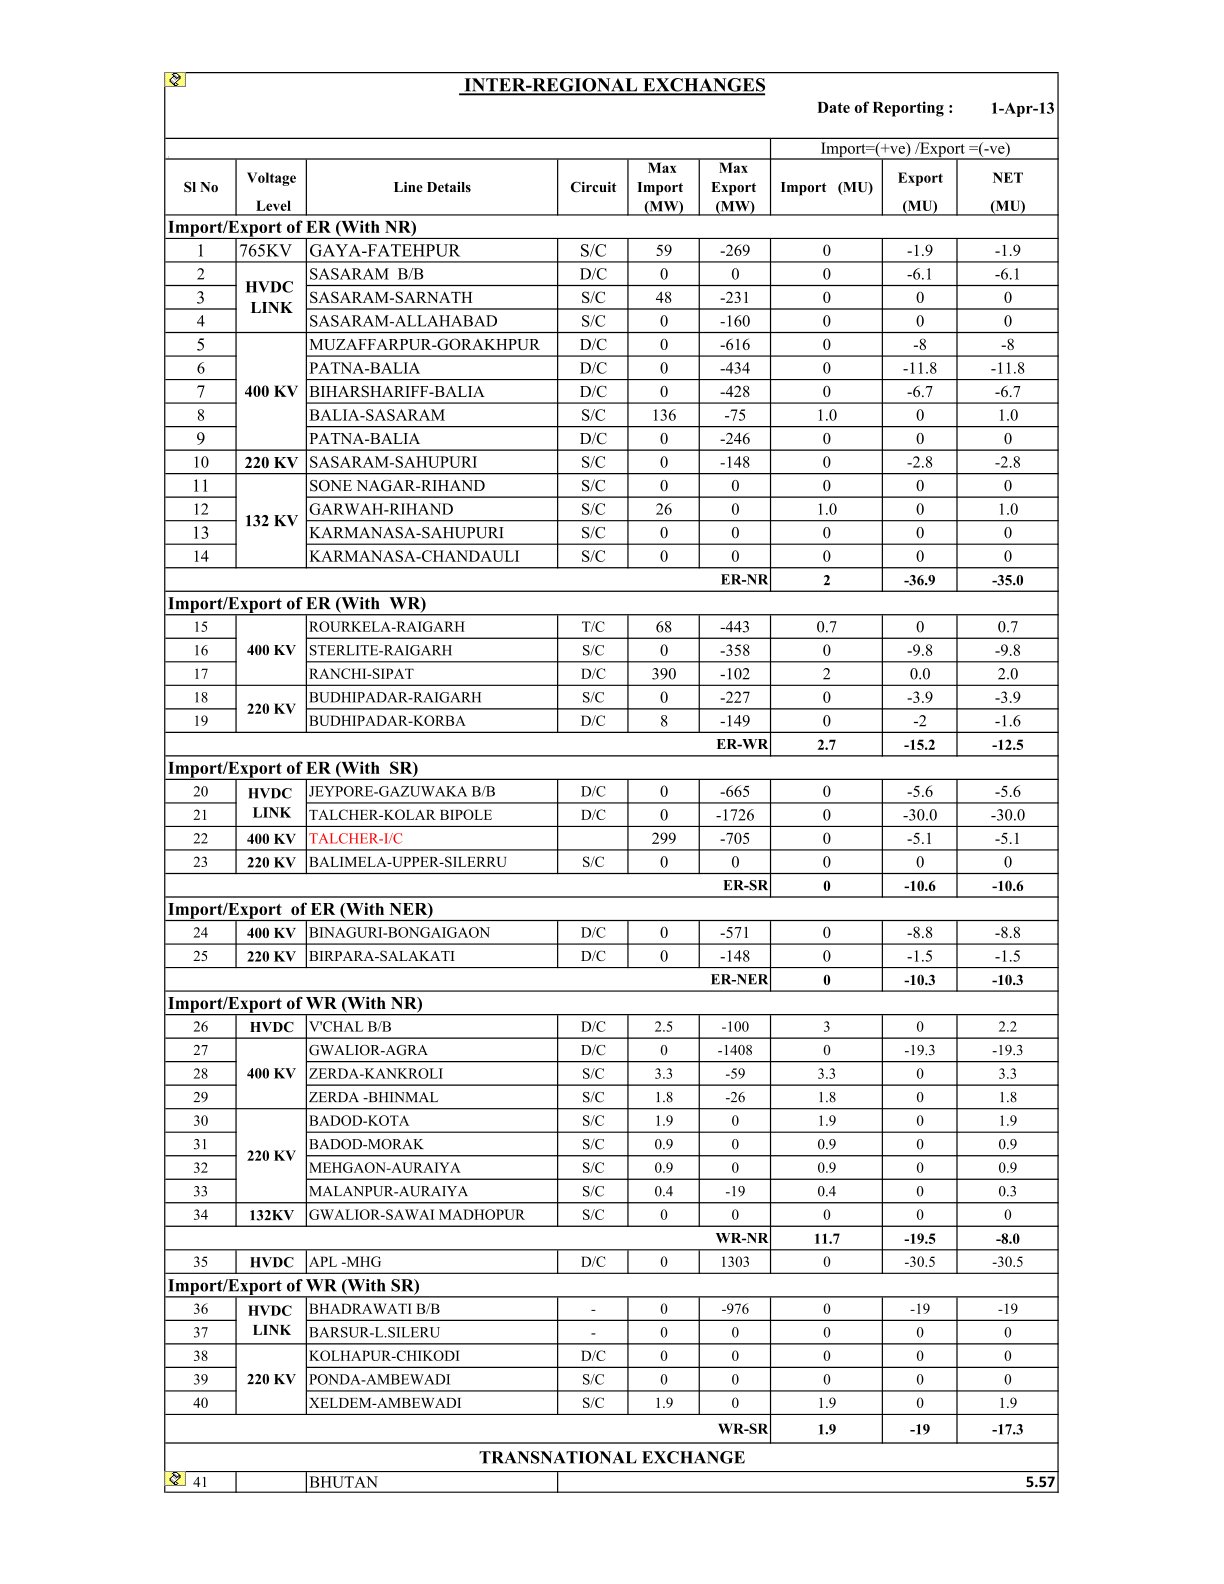 INTER-REGIONAL EXCHANGES
Date of Reporting : 1-Apr-13
Import=(+ve) /Export =(-ve)
Sl No Voltage Level Line Details Circuit Max Import (MW) Max Export (MW) Import (MU) Export (MU) NET (MU)
Import/Export of ER (With NR)
1 765KV GAYA-FATEHPUR S/C 59 -269 0 -1.9 -1.9
2 HVDC LINK SASARAM B/B D/C 0 0 0 -6.1 -6.1
3 SASARAM-SARNATH S/C 48 -231 0 0 0
4 SASARAM-ALLAHABAD S/C 0 -160 0 0 0
5 400 KV MUZAFFARPUR-GORAKHPUR D/C 0 -616 0 -8 -8
6 PATNA-BALIA D/C 0 -434 0 -11.8 -11.8
7 BIHARSHARIFF-BALIA D/C 0 -428 0 -6.7 -6.7
8 BALIA-SASARAM S/C 136 -75 1.0 0 1.0
9 PATNA-BALIA D/C 0 -246 0 0 0
10 220 KV SASARAM-SAHUPURI S/C 0 -148 0 -2.8 -2.8
11 132 KV SONE NAGAR-RIHAND S/C 0 0 0 0 0
12 GARWAH-RIHAND S/C 26 0 1.0 0 1.0
13 KARMANASA-SAHUPURI S/C 0 0 0 0 0
14 KARMANASA-CHANDAULI S/C 0 0 0 0 0
ER-NR 2 -36.9 -35.0
Import/Export of ER (With WR)
15 400 KV ROURKELA-RAIGARH T/C 68 -443 0.7 0 0.7
16 STERLITE-RAIGARH S/C 0 -358 0 -9.8 -9.8
17 RANCHI-SIPAT D/C 390 -102 2 0.0 2.0
18 220 KV BUDHIPADAR-RAIGARH S/C 0 -227 0 -3.9 -3.9
19 BUDHIPADAR-KORBA D/C 8 -149 0 -2 -1.6
ER-WR 2.7 -15.2 -12.5
Import/Export of ER (With SR)
20 HVDC LINK JEYPORE-GAZUWAKA B/B D/C 0 -665 0 -5.6 -5.6
21 TALCHER-KOLAR BIPOLE D/C 0 -1726 0 -30.0 -30.0
22 400 KV TALCHER-I/C 299 -705 0 -5.1 -5.1
23 220 KV BALIMELA-UPPER-SILERRU S/C 0 0 0 0 0
ER-SR 0 -10.6 -10.6
Import/Export of ER (With NER)
24 400 KV BINAGURI-BONGAIGAON D/C 0 -571 0 -8.8 -8.8
25 220 KV BIRPARA-SALAKATI D/C 0 -148 0 -1.5 -1.5
ER-NER 0 -10.3 -10.3
Import/Export of WR (With NR)
26 HVDC V'CHAL B/B D/C 2.5 -100 3 0 2.2
27 400 KV GWALIOR-AGRA D/C 0 -1408 0 -19.3 -19.3
28 ZERDA-KANKROLI S/C 3.3 -59 3.3 0 3.3
29 ZERDA -BHINMAL S/C 1.8 -26 1.8 0 1.8
30 220 KV BADOD-KOTA S/C 1.9 0 1.9 0 1.9
31 BADOD-MORAK S/C 0.9 0 0.9 0 0.9
32 MEHGAON-AURAIYA S/C 0.9 0 0.9 0 0.9
33 MALANPUR-AURAIYA S/C 0.4 -19 0.4 0 0.3
34 132KV GWALIOR-SAWAI MADHOPUR S/C 0 0 0 0 0
WR-NR 11.7 -19.5 -8.0
35 HVDC APL -MHG D/C 0 1303 0 -30.5 -30.5
Import/Export of WR (With SR)
36 HVDC LINK BHADRAWATI B/B - 0 -976 0 -19 -19
37 BARSUR-L.SILERU - 0 0 0 0 0
38 220 KV KOLHAPUR-CHIKODI D/C 0 0 0 0 0
39 PONDA-AMBEWADI S/C 0 0 0 0 0
40 XELDEM-AMBEWADI S/C 1.9 0 1.9 0 1.9
WR-SR 1.9 -19 -17.3
TRANSNATIONAL EXCHANGE
41 BHUTAN 5.57